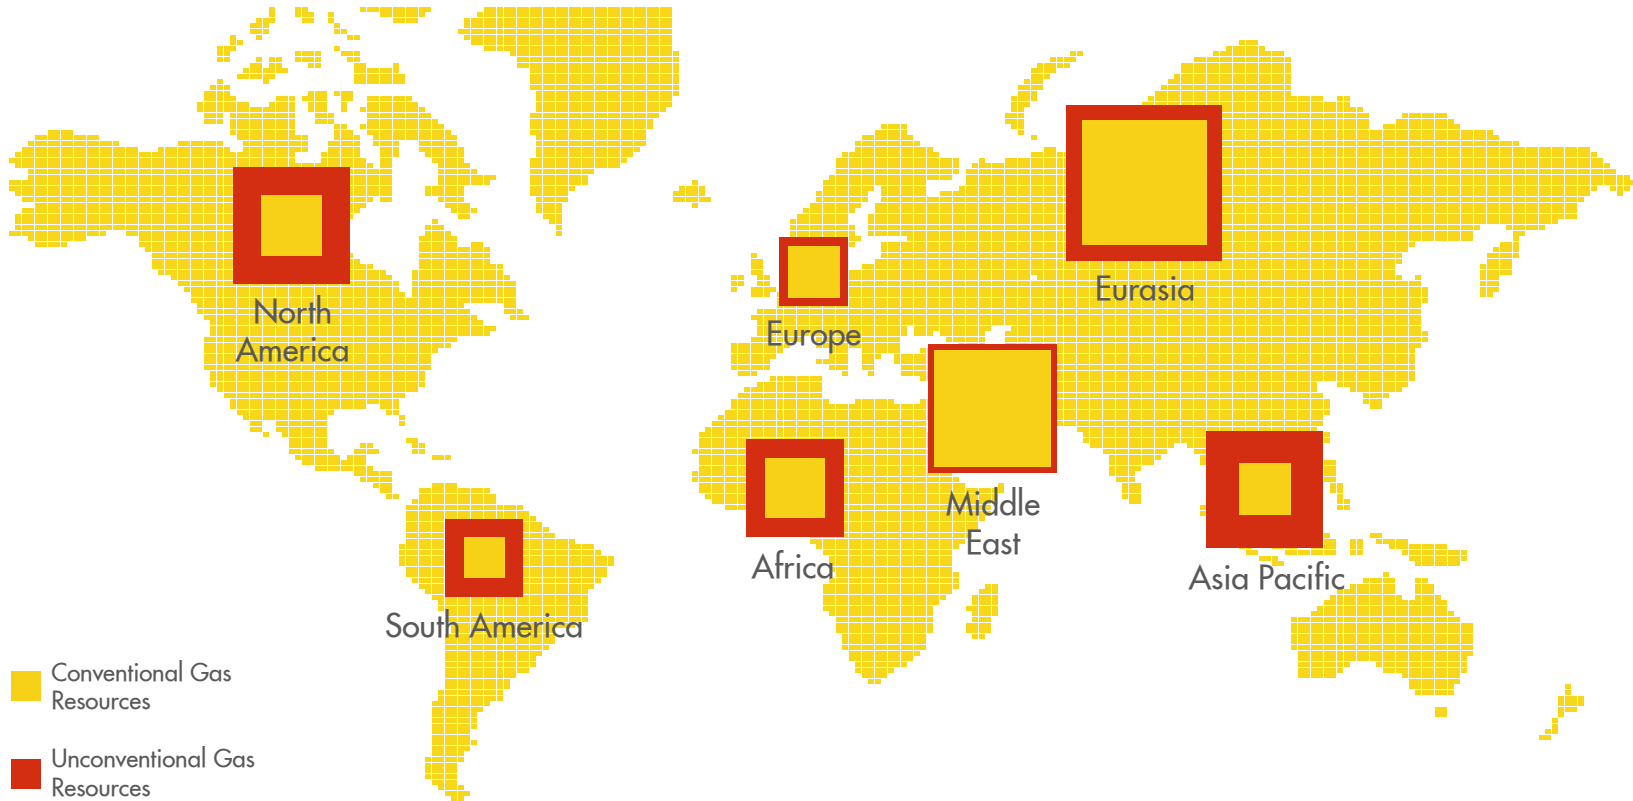 Eurasia
North
America
Europe
Middle
East
Africa
Asia Pacific
South America
Conventional Gas
Resources
Unconventional Gas
Resources